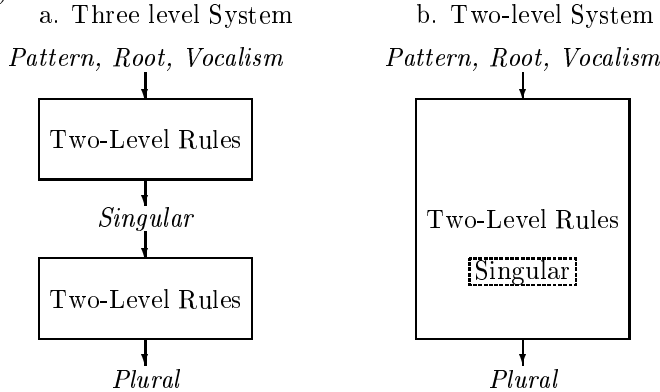 a. Three level System
Pattern, Root, Vocalism
Two-Level Rules
Singular
Two-Level Rules
Plural
b. Two-level System
Pattern, Root, Vocalism
Two-Level Rules
Singular
Plural